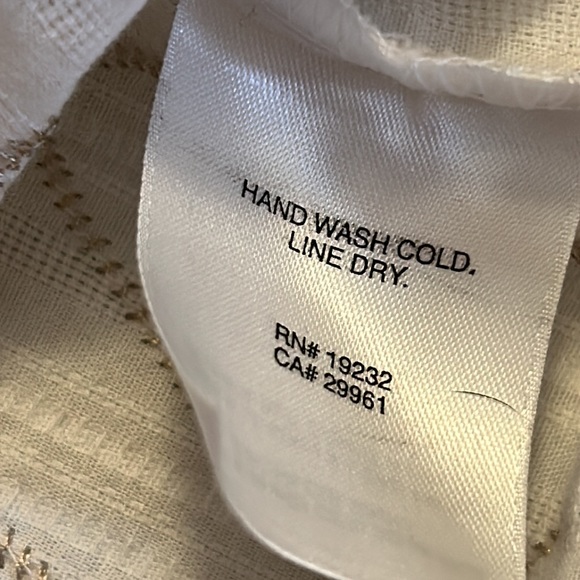 HAND WASH COLD.
LINE DRY.
RN# 19232
CA# 29961